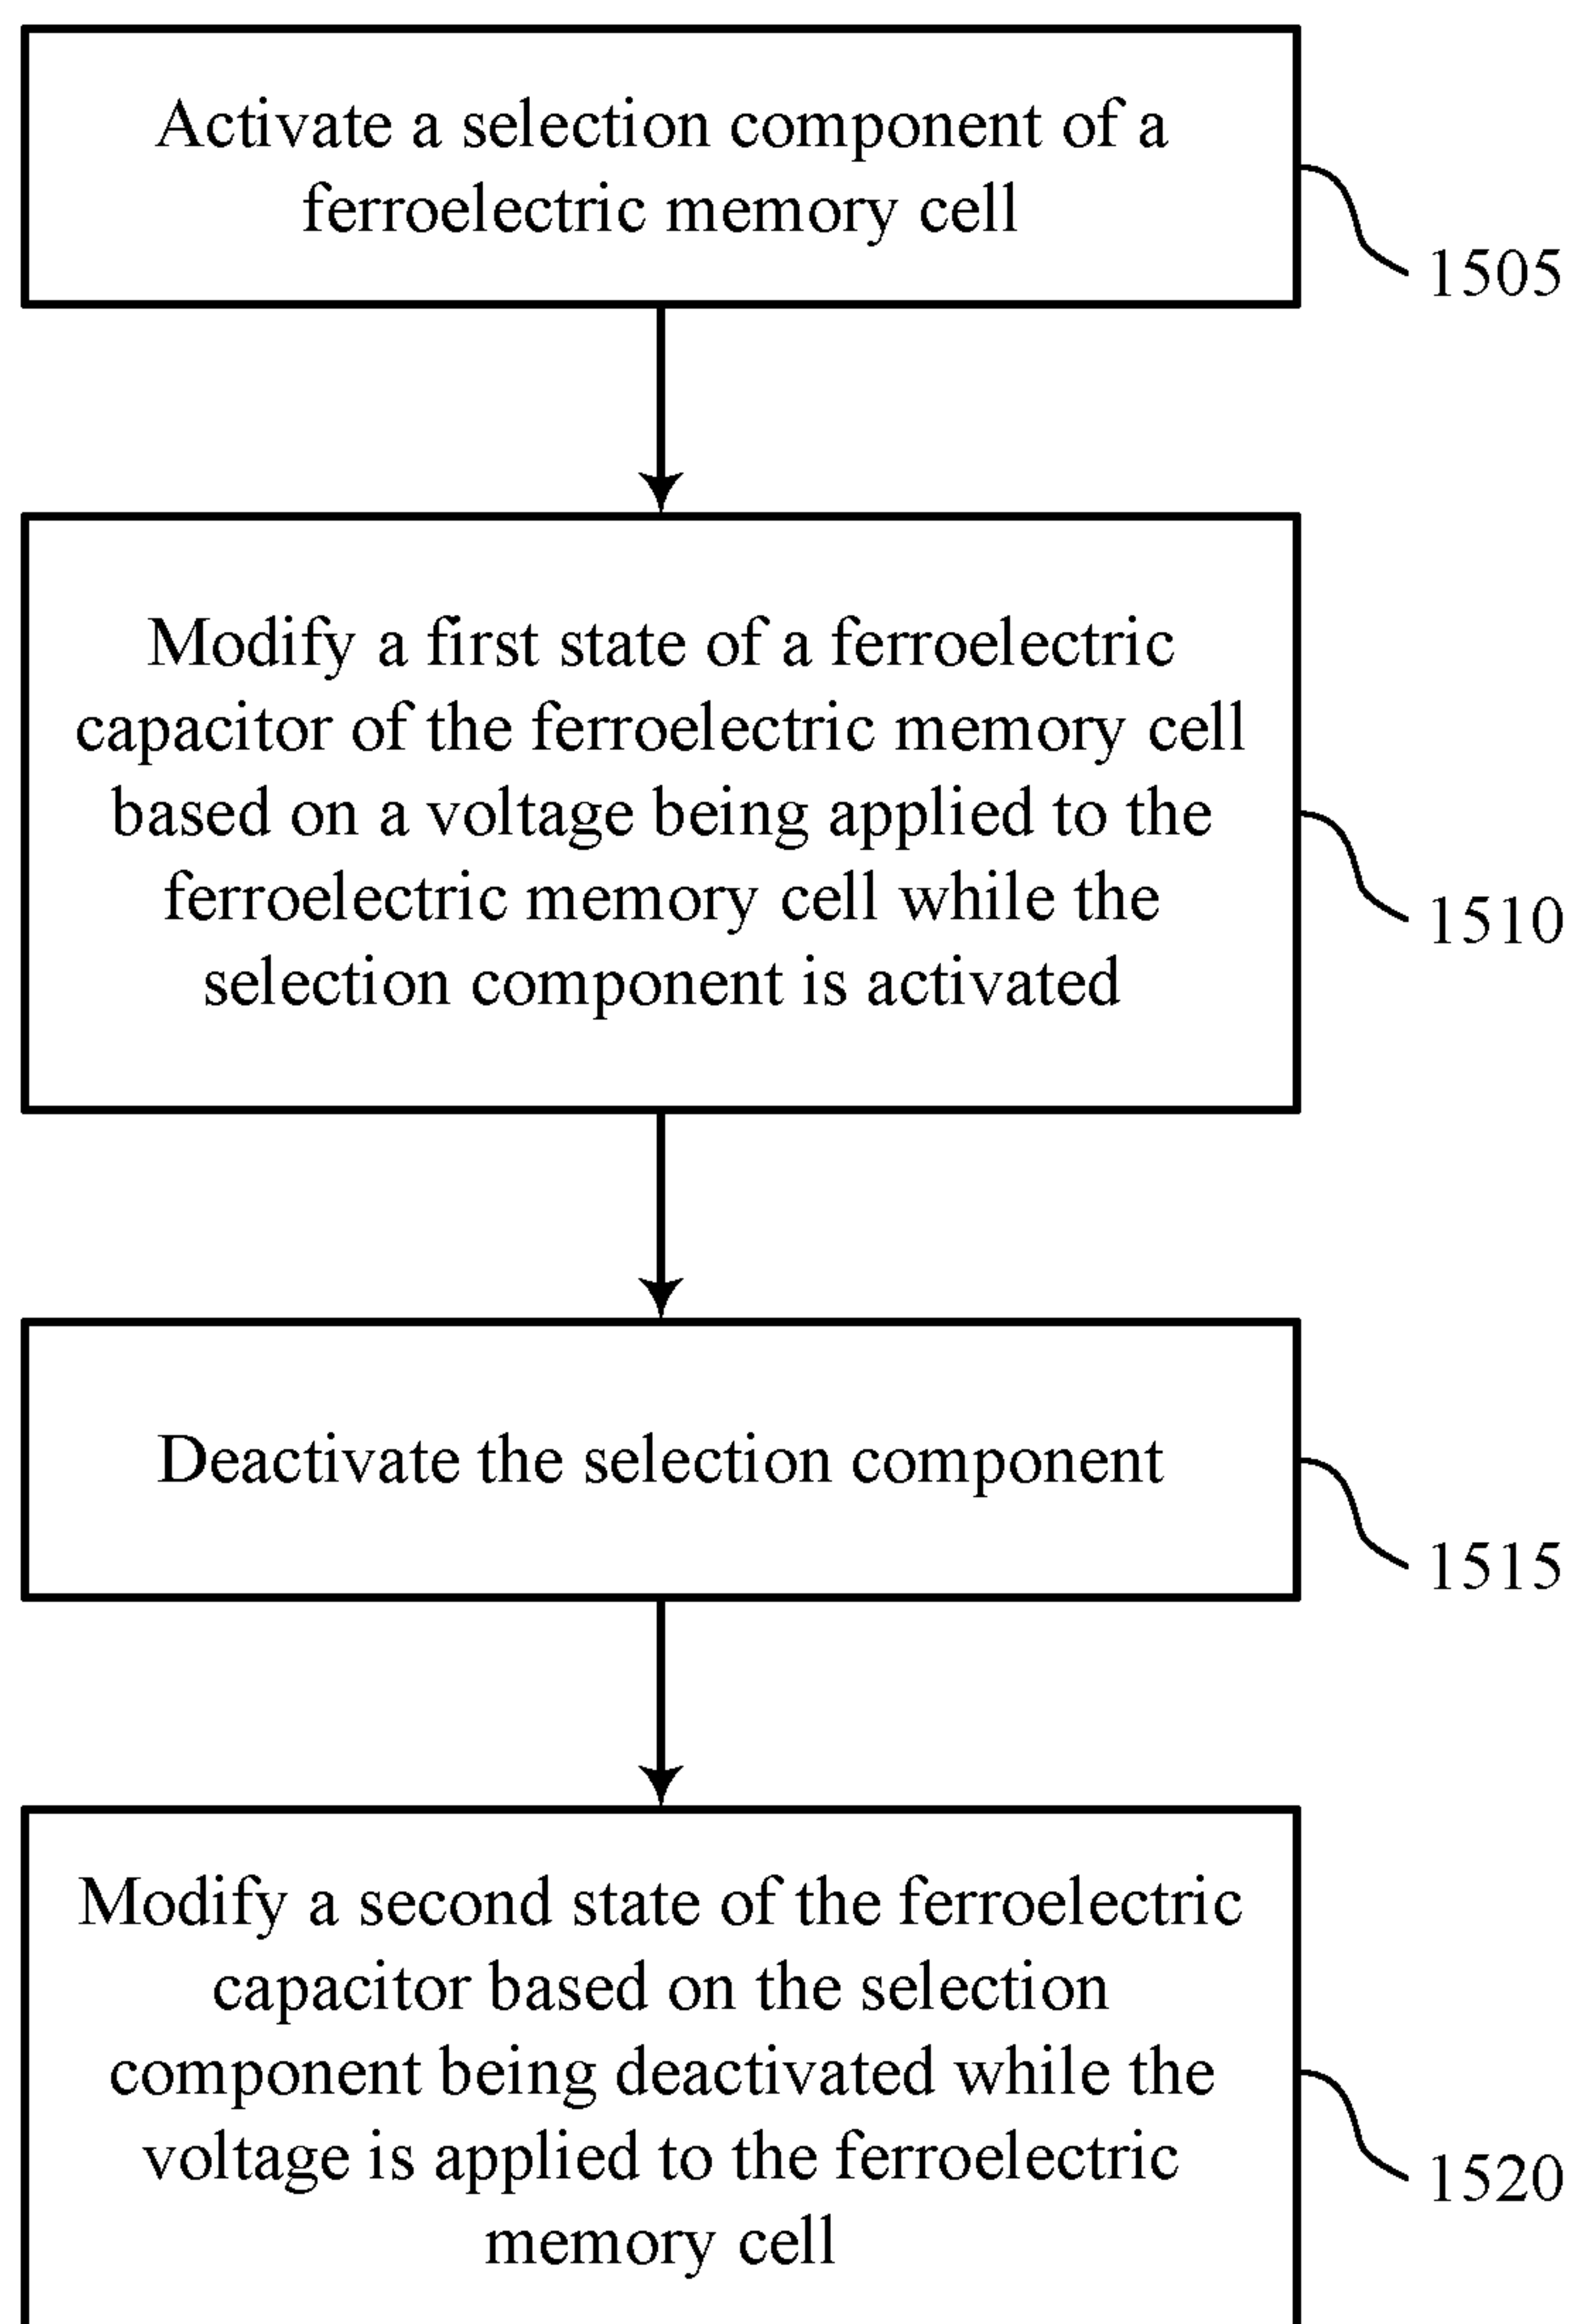 Activate a selection component of a
ferroelectric memory cell
1505
Modify a first state of a ferroelectric
capacitor of the ferroelectric memory cell
based on a voltage being applied to the
ferroelectric memory cell while the
selection component is activated
1510
Deactivate the selection component
1515
Modify a second state of the ferroelectric
capacitor based on the selection
component being deactivated while the
voltage is applied to the ferroelectric
memory cell
1520